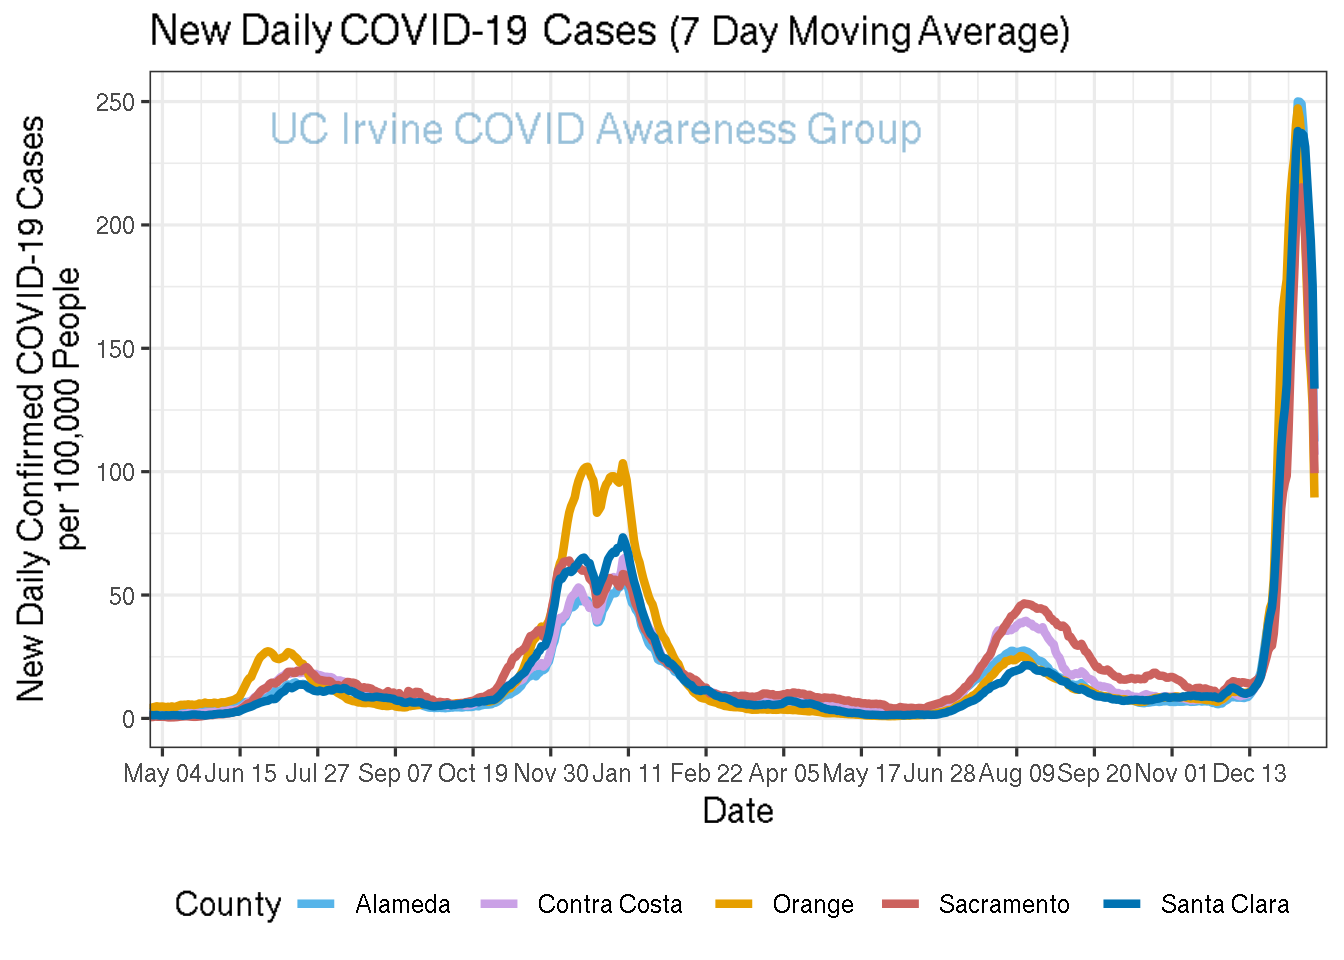 New Daily COVID-19 Cases (7 Day Moving Average)
UC Irvine COVID Awareness Group
New Daily Confirmed COVID-19 Cases
per 100,000 People
250
200
150
100
50
0
May 04 Jun 15 Jul 27 Sep 07 Oct 19 Nov 30 Jan 11 Feb 22 Apr 05 May 17 Jun 28 Aug 09 Sep 20 Nov 01 Dec 13
Date
County Alameda Contra Costa Orange Sacramento Santa Clara